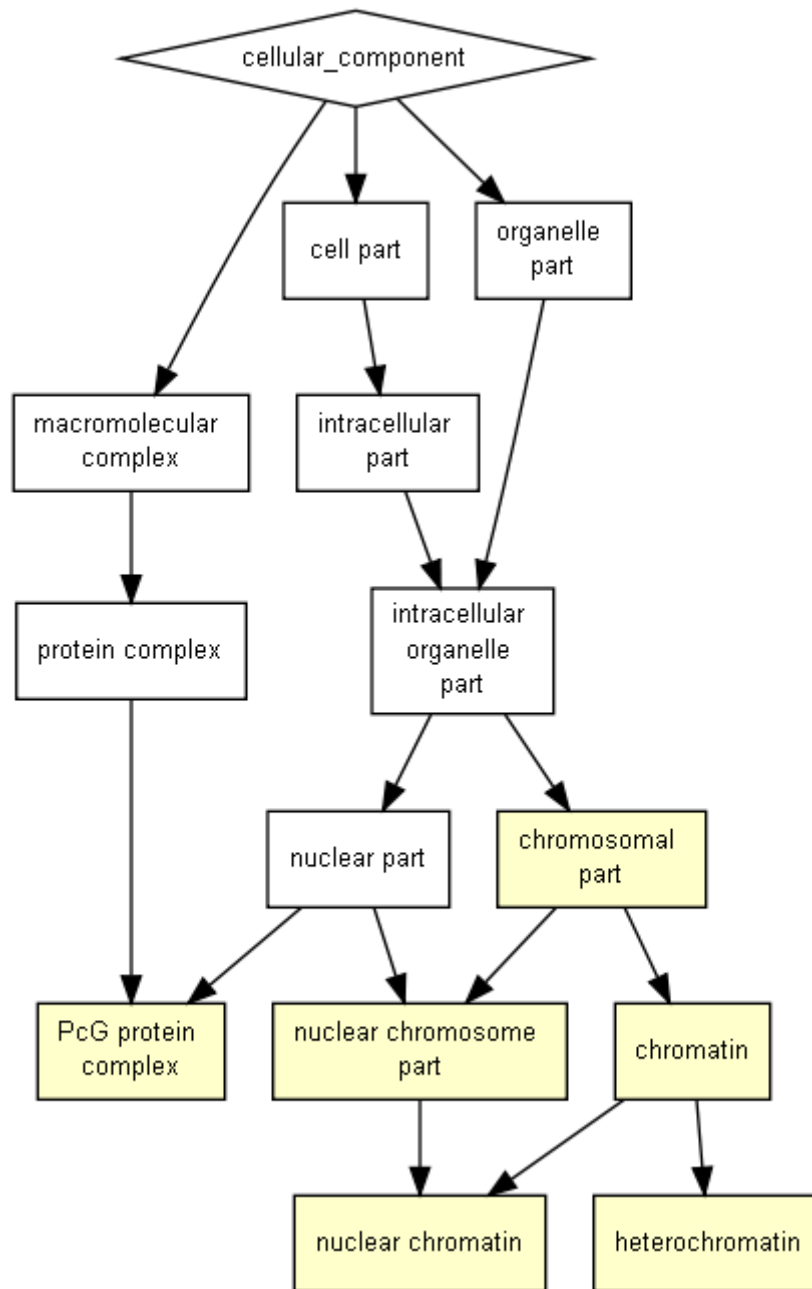 cellular_component
cell part
organelle
part
macromolecular
complex
intracellular
part
protein complex
intracellular
organelle
part
nuclear part
chromosomal
part
PcG protein
complex
nuclear chromosome
part
chromatin
nuclear chromatin
heterochromatin